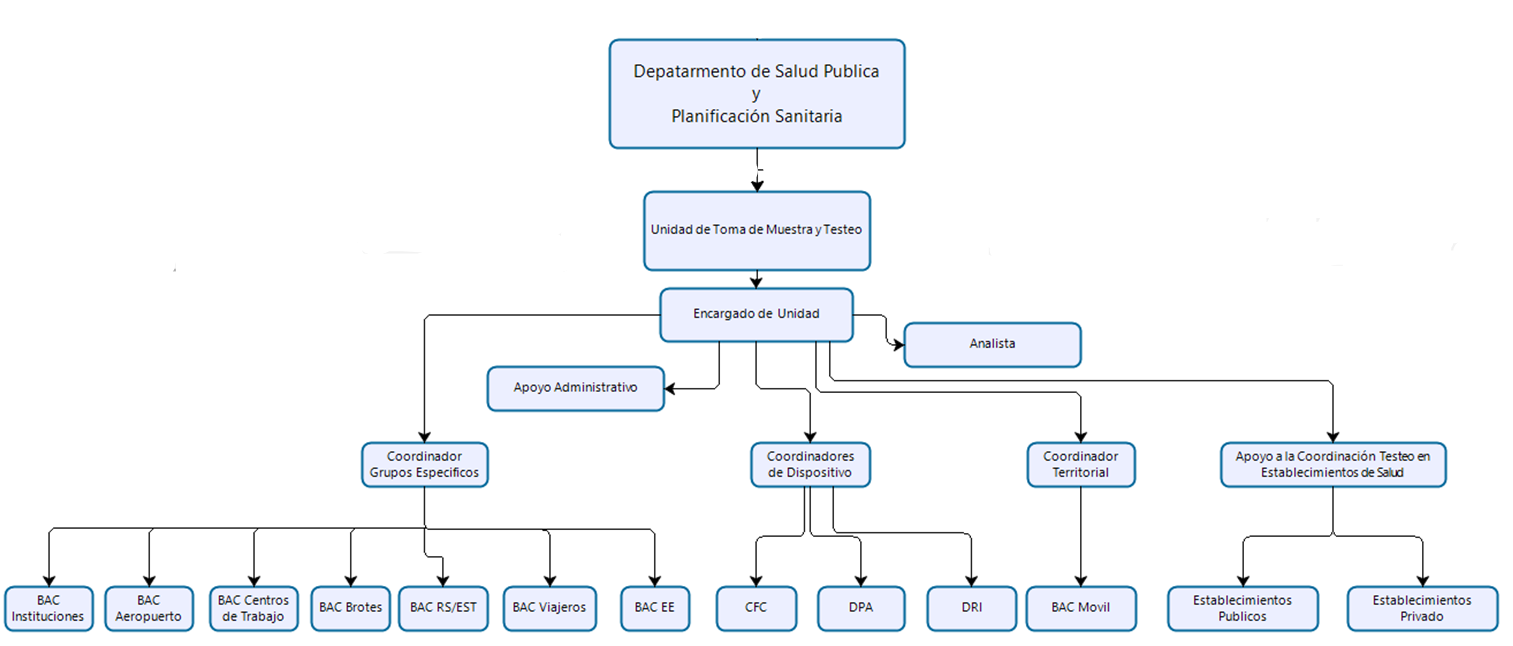 Depatarmento de Salud Publica
y
Planificación Sanitaria
Unidad de Toma de Muestra y Testeo
Encargado de Unidad
Analista
Apoyo Administrativo
Coordinador
Grupos Especificos
Coordinadores
de Dispositivo
Coordinador
Territorial
Apoyo a la Coordinación Testeo en
Establecimientos de Salud
BAC
Instituciones
BAC
Aeropuerto
BAC Centros
de Trabajo
BAC Brotes
BAC RS/EST
BAC Viajeros
BAC EE
CFC
DPA
DRI
BAC Movil
Establecimientos
Publicos
Establecimientos
Privado